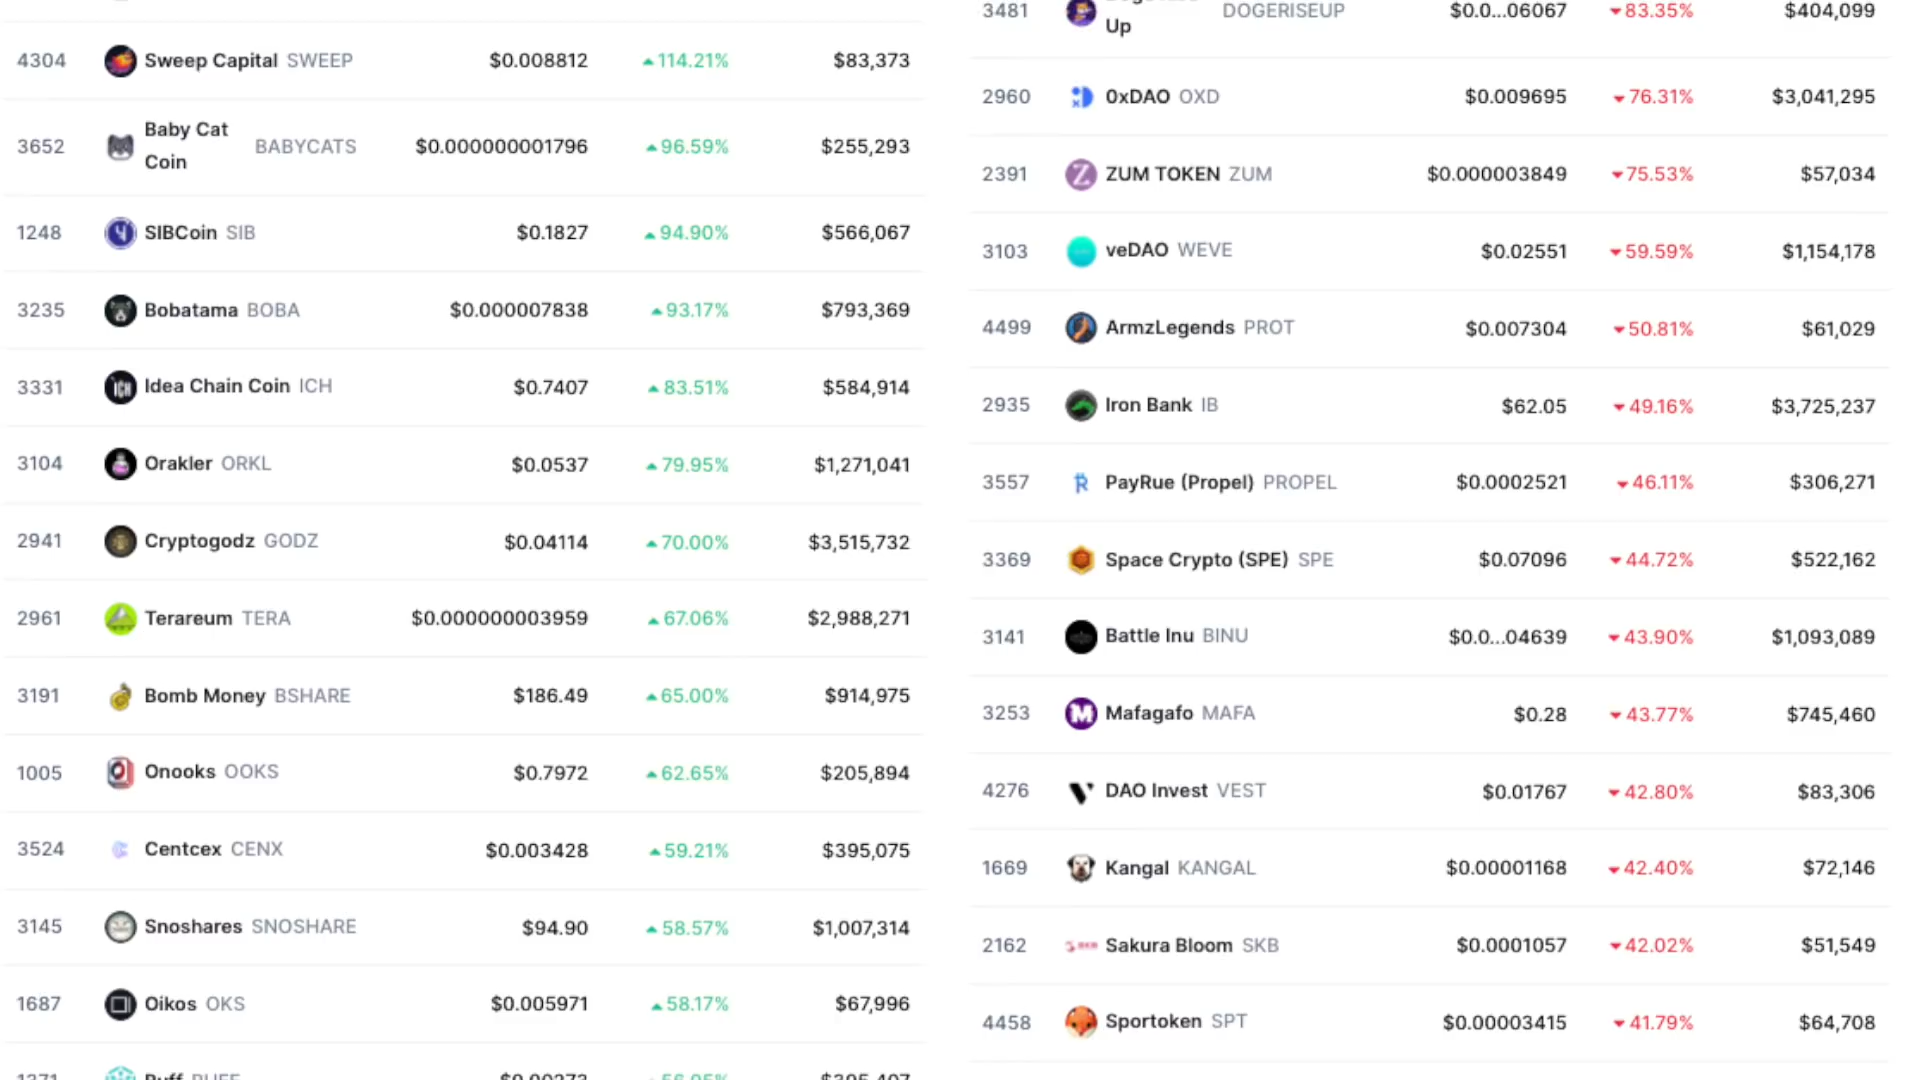 4304 Sweep Capital SWEEP $0.008812 114.21% $83,373
3652 Baby Cat Coin BABYCATS $0.000000001796 96.59% $255,293
1248 SIBCoin SIB $0.1827 94.90% $566,067
3235 Bobatama BOBA $0.000007838 93.17% $793,369
3331 Idea Chain Coin ICH $0.7407 83.51% $584,914
3104 Orakler ORKL $0.0537 79.95% $1,271,041
2941 Cryptogodz GODZ $0.04114 70.00% $3,515,732
2961 Terareum TERA $0.000000003959 67.06% $2,988,271
3191 Bomb Money BSHARE $186.49 65.00% $914,975
1005 Onooks OOKS $0.7972 62.65% $205,894
3524 Centcex CENX $0.003428 59.21% $395,075
3145 Snoshares SNOSHARE $94.90 58.57% $1,007,314
1687 Oikos OKS $0.005971 58.17% $67,996
3481 Up DOGERISEUP $0.0...06067 83.35% $404,099
2960 0xDAO OXD $0.009695 76.31% $3,041,295
2391 ZUM TOKEN ZUM $0.000003849 75.53% $57,034
3103 veDAO WEVE $0.02551 59.59% $1,154,178
4499 ArmzLegends PROT $0.007304 50.81% $61,029
2935 Iron Bank IB $62.05 49.16% $3,725,237
3557 PayRue (Propel) PROPEL $0.0002521 46.11% $306,271
3369 Space Crypto (SPE) SPE $0.07096 44.72% $522,162
3141 Battle Inu BINU $0.0...04639 43.90% $1,093,089
3253 Mafagafo MAFA $0.28 43.77% $745,460
4276 DAO Invest VEST $0.01767 42.80% $83,306
1669 Kangal KANGAL $0.00001168 42.40% $72,146
2162 Sakura Bloom SKB $0.0001057 42.02% $51,549
4458 Sportoken SPT $0.00003415 41.79% $64,708